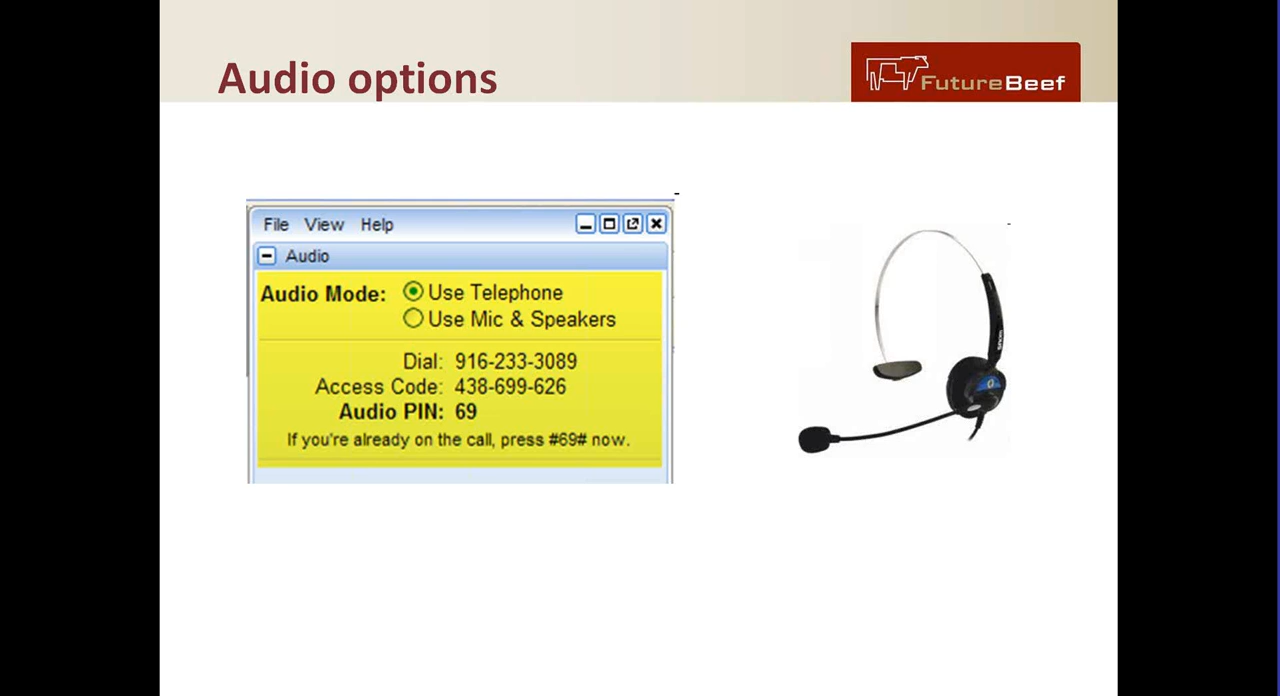 Audio options
FutureBeef
File View Help
Audio
Audio Mode: Use Telephone
Use Mic & Speakers
Dial: 916-233-3089
Access Code: 438-699-626
Audio PIN: 69
If you're already on the call, press #69# now.